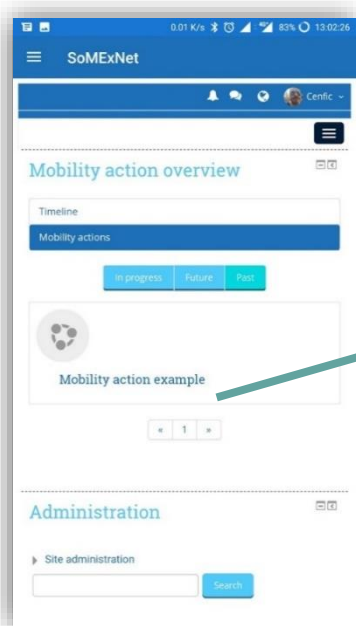 0.01 K/s 83% 13:02:26
SoMExNet
Cenfic
Mobility action overview
Timeline
Mobility actions
In progress Future Past
Mobility action example
« 1 »
Administration
Site administration
Search